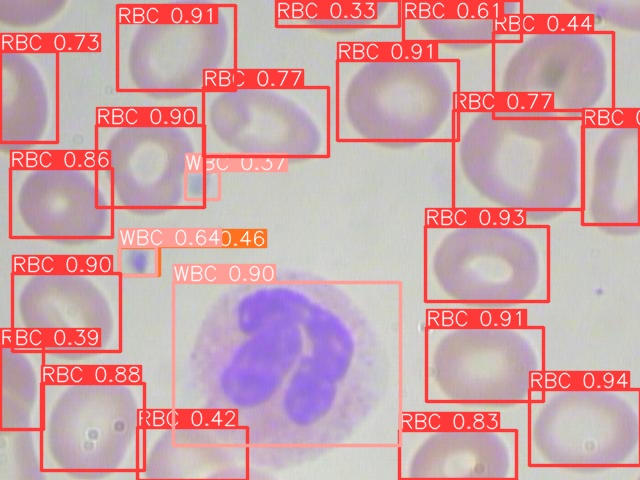 RBC 0.91
RBC 0.33
RBC 0.61
RBC 0.44
RBC 0.73
RBC 0.91
RBC 0.77
RBC 0.77
RBC 0.90
RBC
RBC 0.86
WBC 0.37
RBC 0.93
WBC 0.64 0.46
RBC 0.90
WBC 0.90
RBC 0.91
RBC 0.39
RBC 0.88
RBC 0.94
RBC 0.42
RBC 0.83